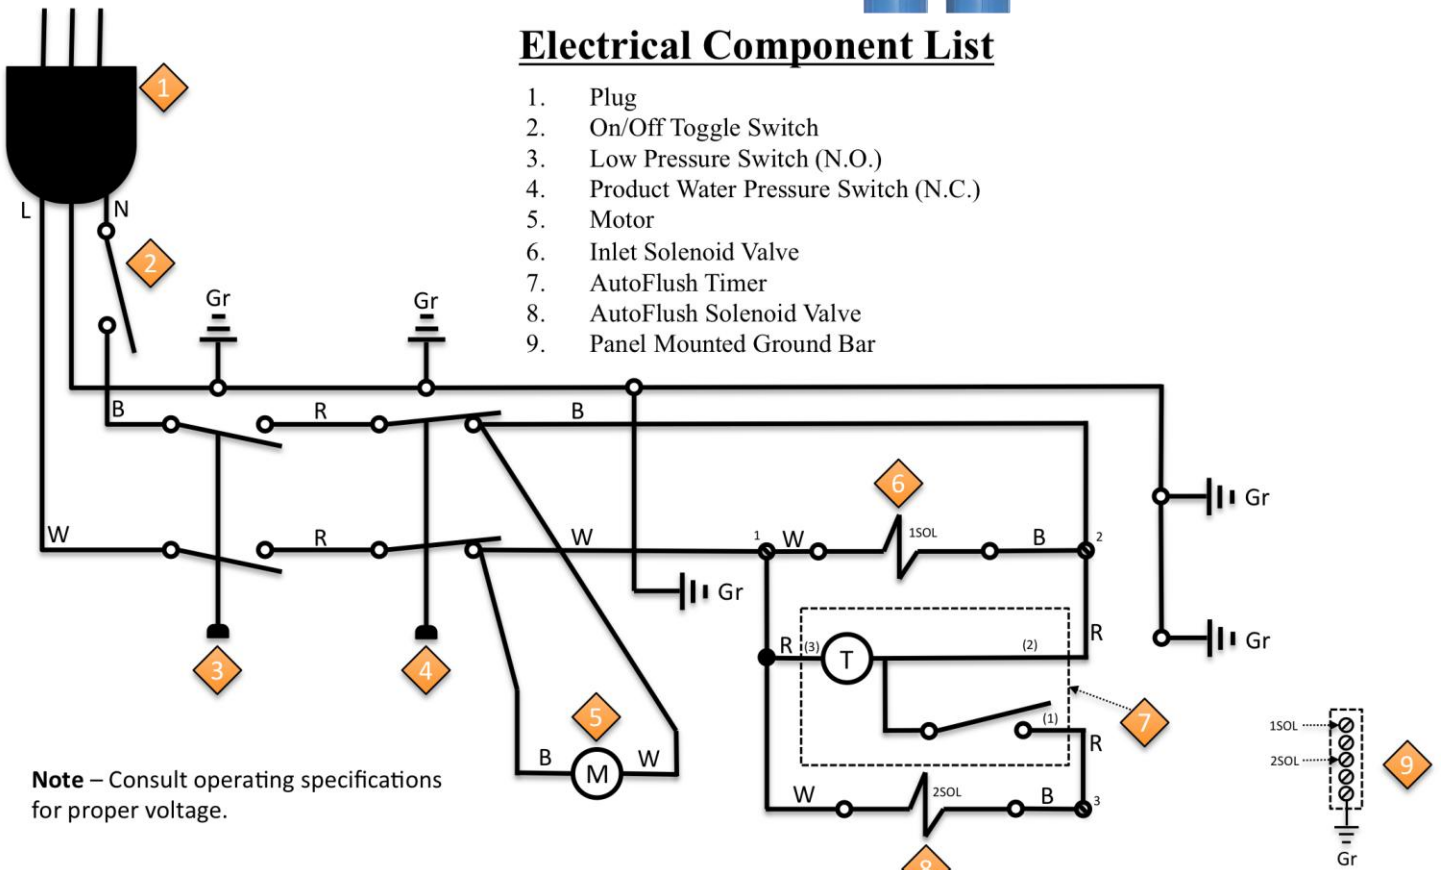 Electrical Component List
1. Plug
2. On/Off Toggle Switch
3. Low Pressure Switch (N.O.)
4. Product Water Pressure Switch (N.C.)
5. Motor
6. Inlet Solenoid Valve
7. AutoFlush Timer
8. AutoFlush Solenoid Valve
9. Panel Mounted Ground Bar
1
L
N
2
Gr
Gr
B
R
B
W
R
W
6
Gr
1
W
1SOL
B
2
Gr
R
(3)
T
(2)
R
Gr
3
4
5
(1)
7
R
1SOL
2SOL
9
B
M
W
W
2SOL
B
3
8
Gr
Note – Consult operating specifications
for proper voltage.